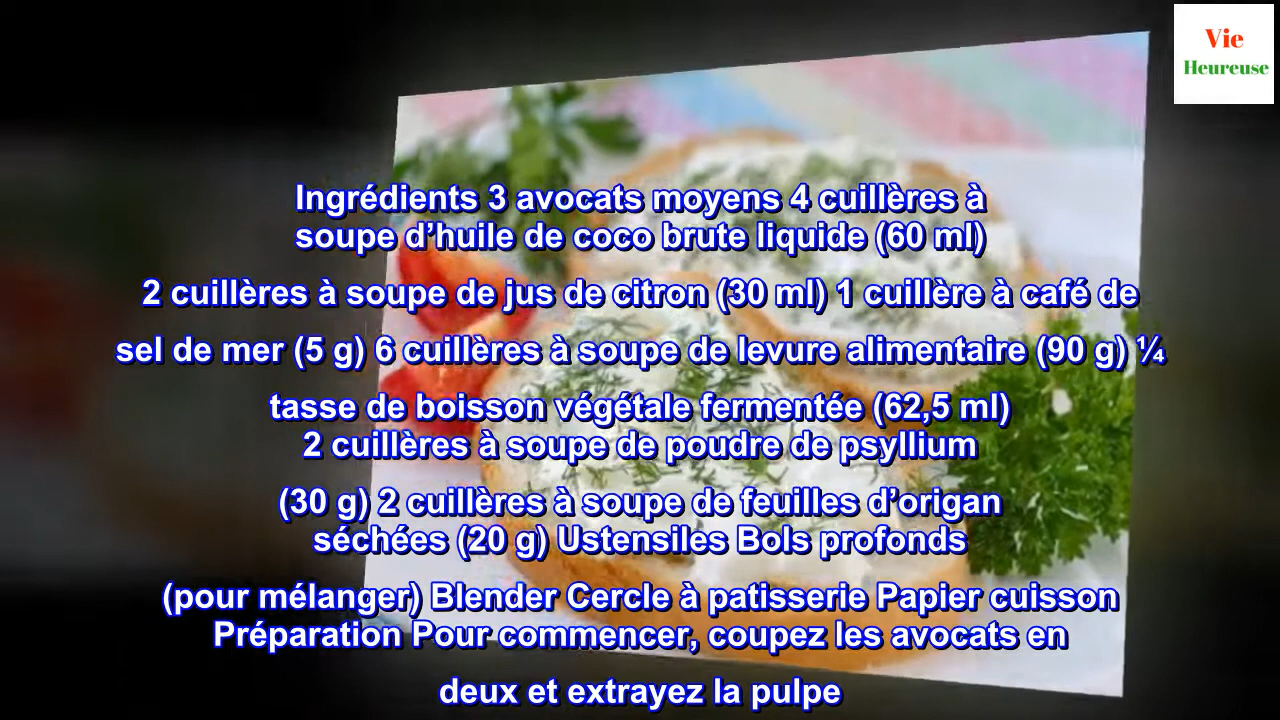 Vie
Heureuse
Ingrédients 3 avocats moyens 4 cuillères à
soupe d’huile de coco brute liquide (60 ml)
2 cuillères à soupe de jus de citron (30 ml) 1 cuillère à café de
sel de mer (5 g) 6 cuillères à soupe de levure alimentaire (90 g) ¼
tasse de boisson végétale fermentée (62,5 ml)
2 cuillères à soupe de poudre de psyllium
(30 g) 2 cuillères à soupe de feuilles d’origan
séchées (20 g) Ustensiles Bols profonds
(pour mélanger) Blender Cercle à patisserie Papier cuisson
Préparation Pour commencer, coupez les avocats en
deux et extrayez la pulpe